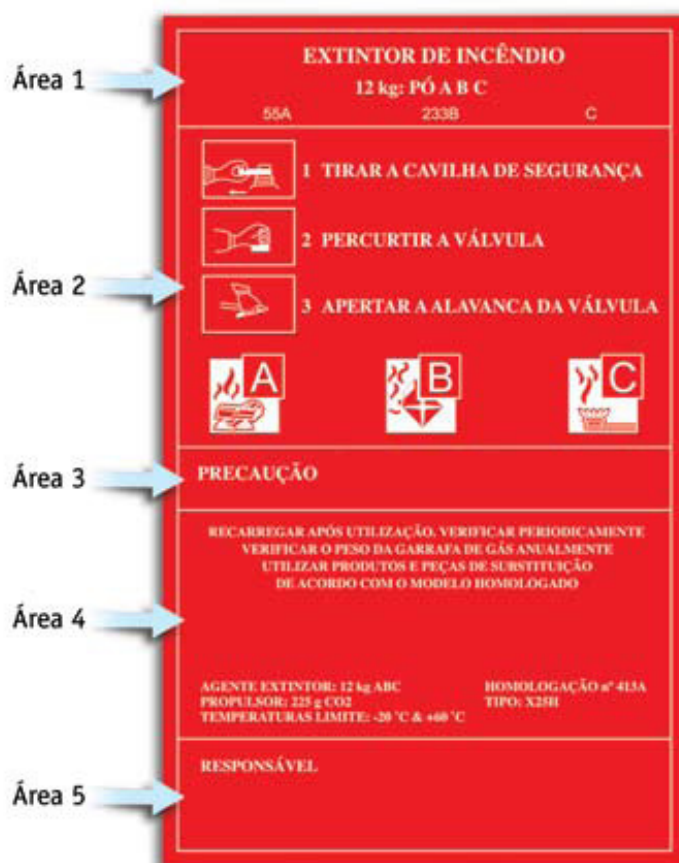 Área 1
EXTINTOR DE INCÊNDIO
12 kg: PÓ A B C
55A 233B C
1 TIRAR A CAVILHA DE SEGURANÇA
2 PERCURTIR A VÁLVULA
Área 2
3 APERTAR A ALAVANCA DA VÁLVULA
A B C
Área 3
PRECAUÇÃO
RECARREGAR APÓS UTILIZAÇÃO. VERIFICAR PERIODICAMENTE
VERIFICAR O PESO DA GARRAFA DE GÁS ANUALMENTE
UTILIZAR PRODUTOS E PEÇAS DE SUBSTITUIÇÃO
DE ACORDO COM O MODELO HOMOLOGADO
Área 4
AGENTE EXTINTOR: 12 kg ABC HOMOLOGAÇÃO nº 413A
PROPULSOR: 225 g CO2 TIPO: X25H
TEMPERATURAS LIMITE: -20 ˚C & +60 ˚C
RESPONSÁVEL
Área 5